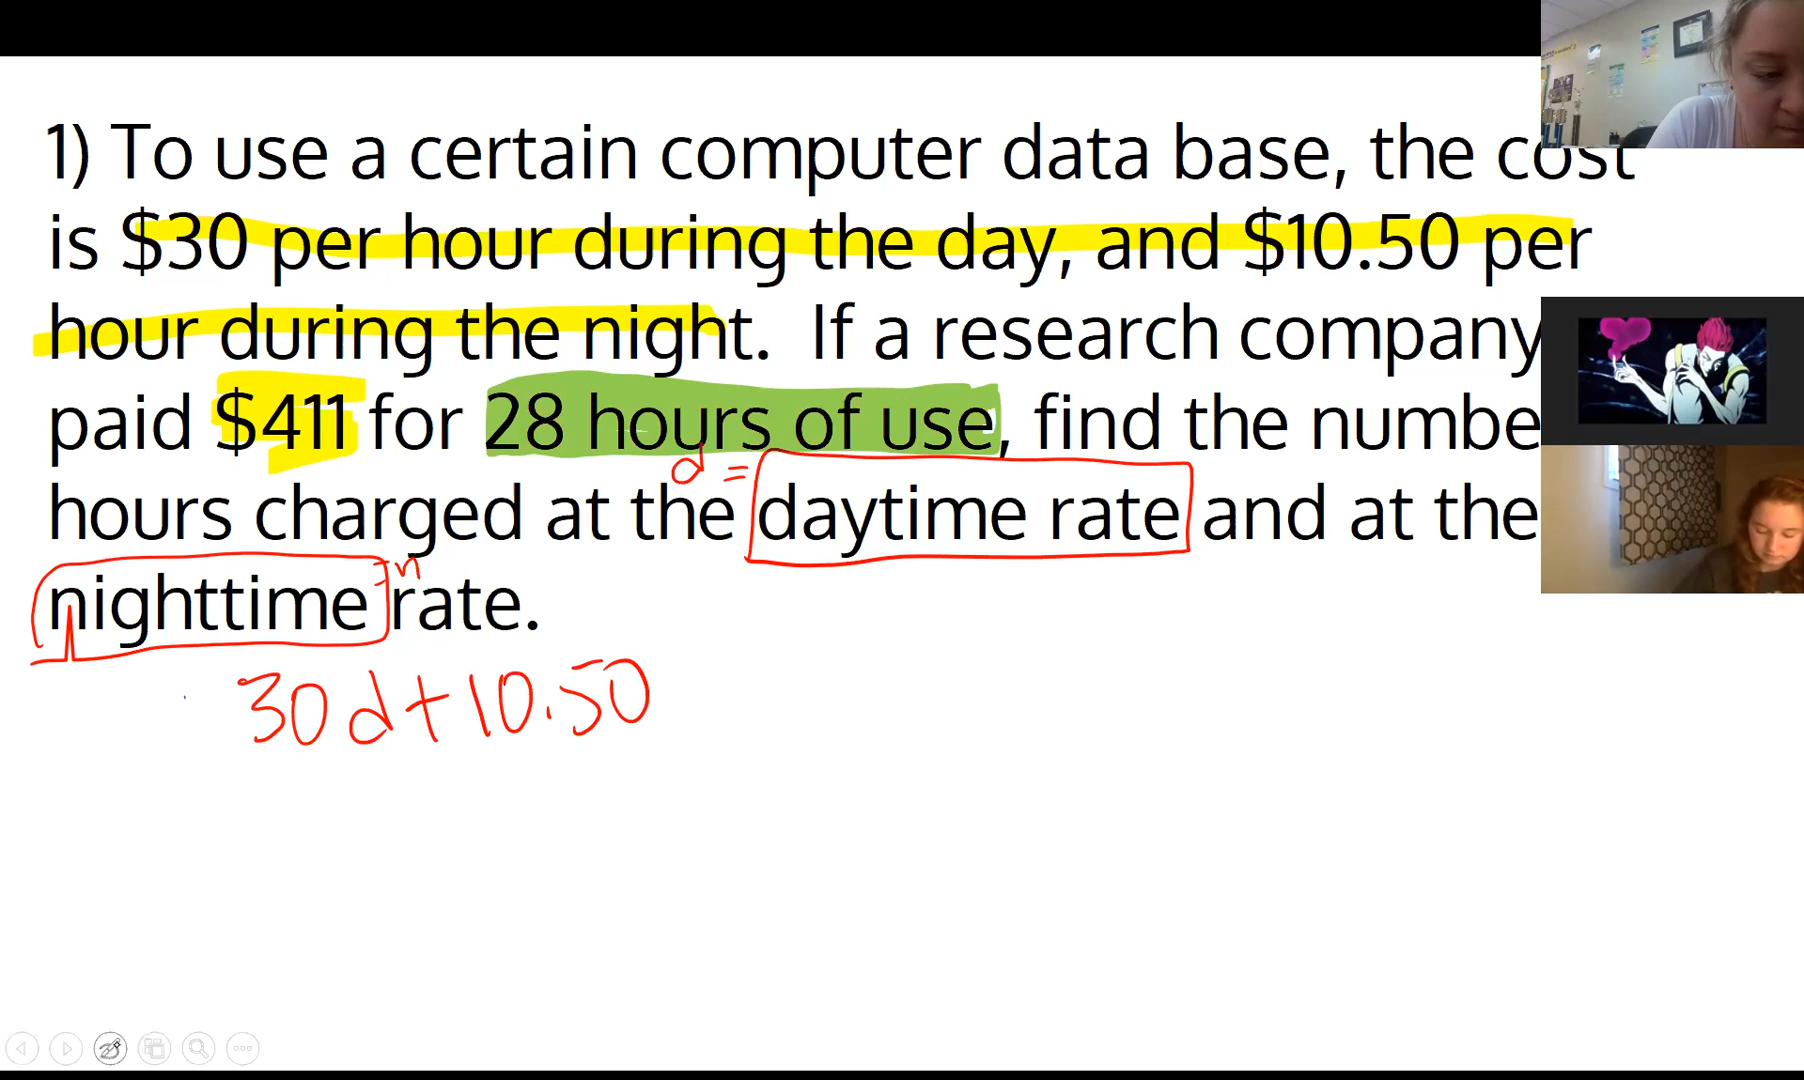 1) To use a certain computer data base, the cost
is $30 per hour during the day, and $10.50 per
hour during the night. If a research company
paid $411 for 28 hours of use, find the numbe
d =
hours charged at the daytime rate and at the
= n
nighttime rate.
30d+10.50